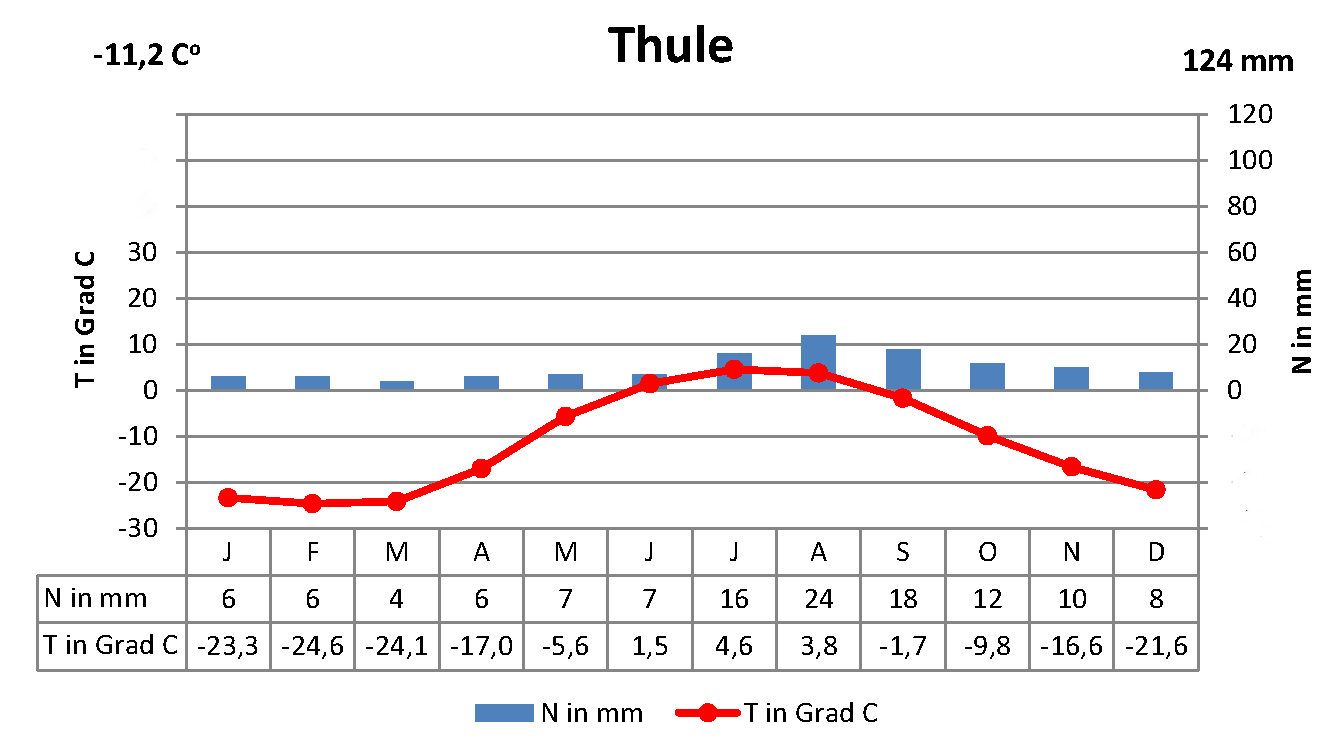 Thule
-11,2 Cº
124 mm
T in Grad C
30
20
10
0
-10
-20
-30
120
100
80
60
40
20
0
N in mm
J F M A M J J A S O N D
N in mm 6 6 4 6 7 7 16 24 18 12 10 8
T in Grad C -23,3 -24,6 -24,1 -17,0 -5,6 1,5 4,6 3,8 -1,7 -9,8 -16,6 -21,6
N in mm T in Grad C